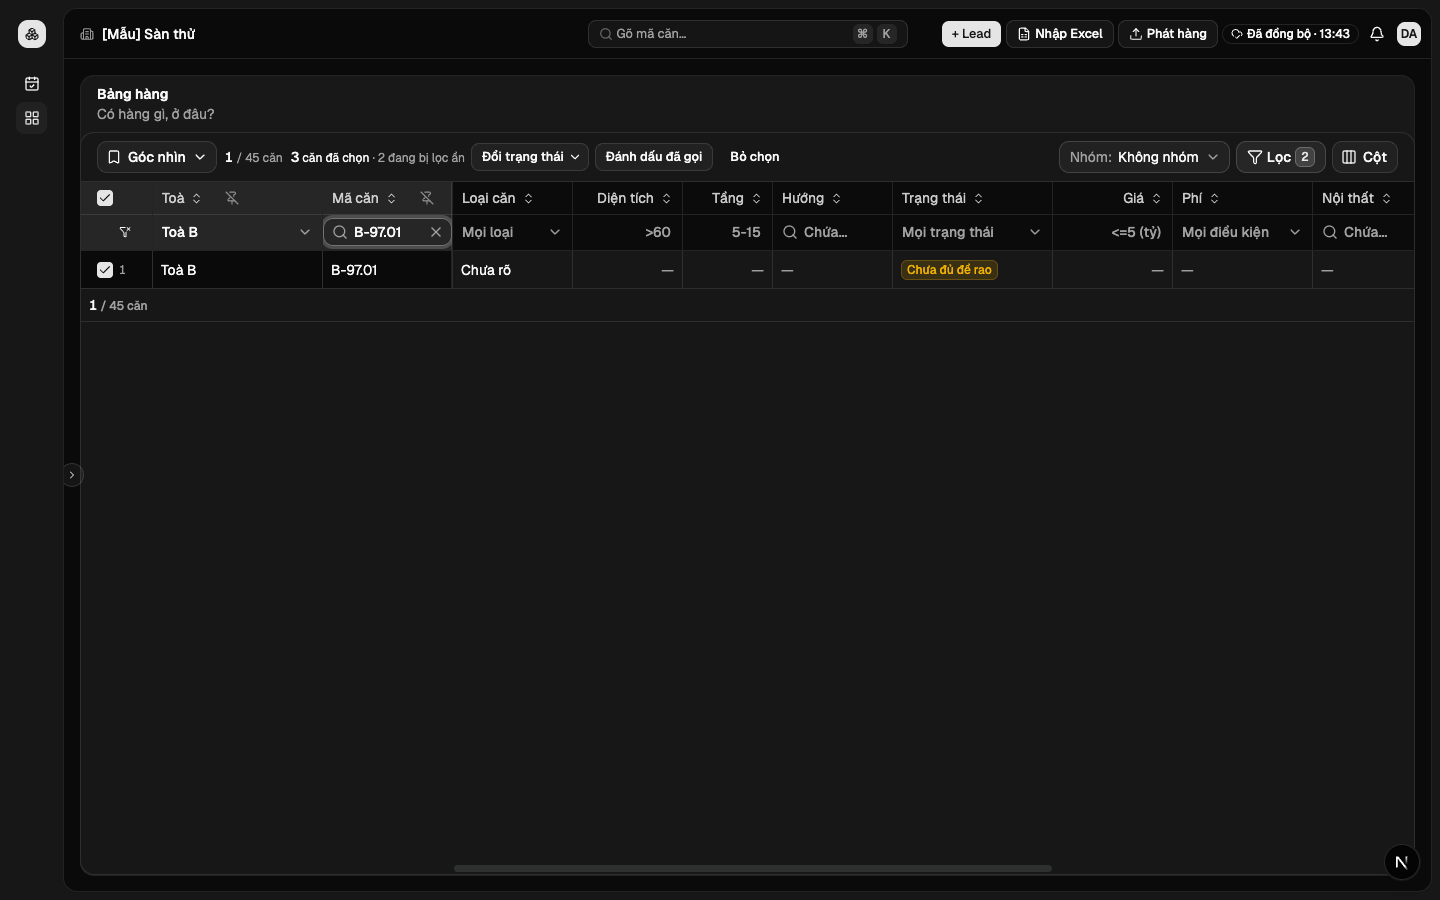 [Mẫu] Sàn thử
Gõ mã căn... ⌘ K
+ Lead
Nhập Excel
Phát hàng
Đã đồng bộ · 13:43
DA
Bảng hàng
Có hàng gì, ở đâu?
Góc nhìn
1 / 45 căn
3 căn đã chọn · 2 đang bị lọc ẩn
Đổi trạng thái
Đánh dấu đã gọi
Bỏ chọn
Nhóm: Không nhóm
Lọc 2
Cột
Toà Mã căn Loại căn Diện tích Tầng Hướng Trạng thái Giá Phí Nội thất
Toà B B-97.01 Mọi loại >60 5-15 Chứa... Mọi trạng thái <=5 (tỷ) Mọi điều kiện Chứa...
1 Toà B B-97.01 Chưa rõ — — — Chưa đủ để rao — — —
1 / 45 căn
N